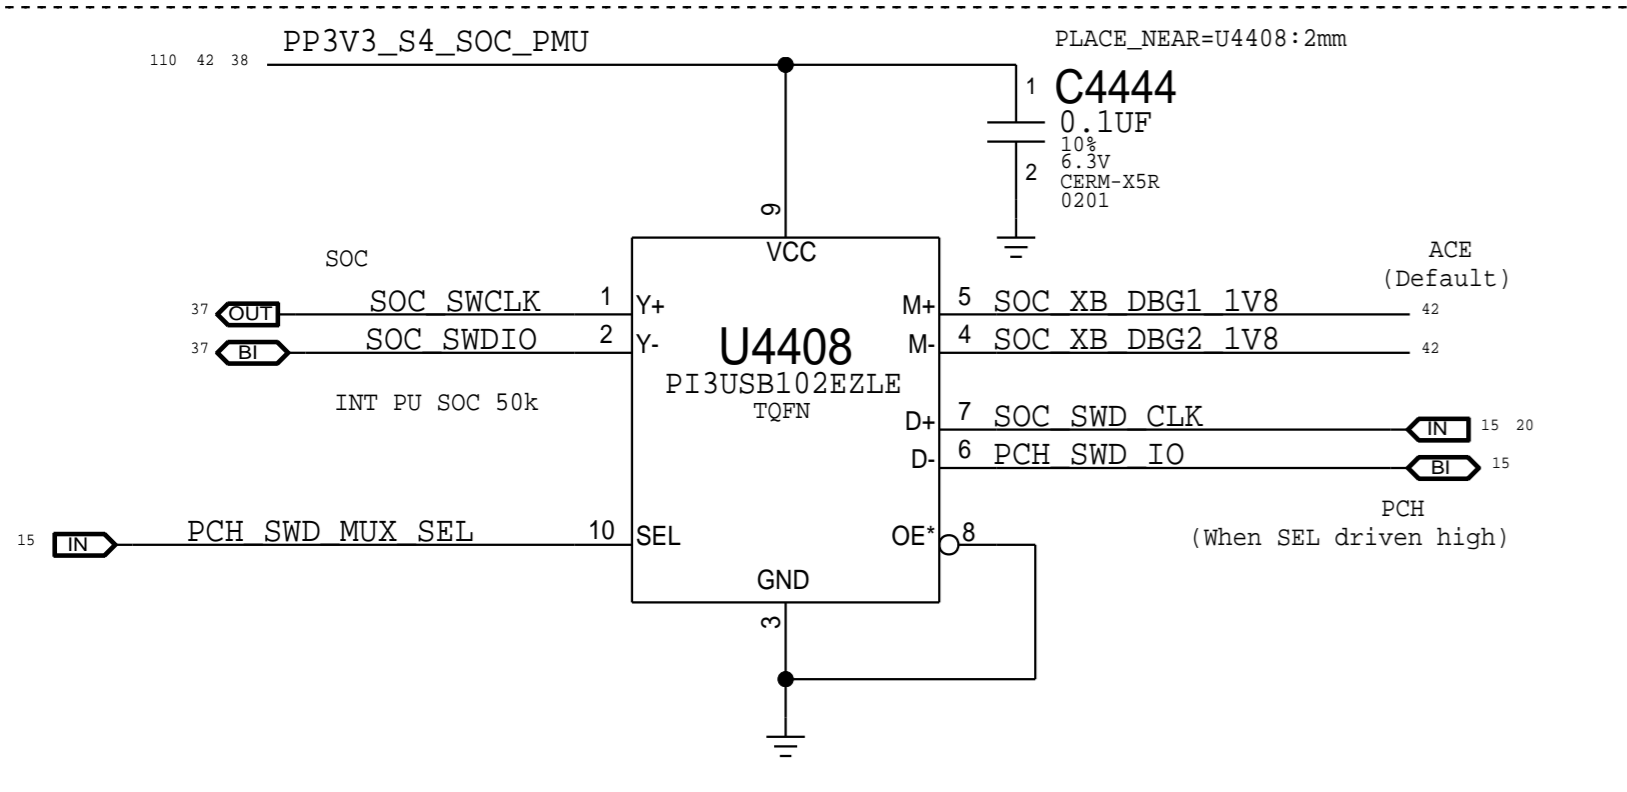 PP3V3_S4_SOC_PMU
110 42 38
PLACE_NEAR=U4408:2mm
1
C4444
0.1UF
10%
6.3V
2
CERM-X5R
0201
9
VCC
SOC
ACE
(Default)
37 OUT SOC_SWCLK 1 Y+
M+ 5 SOC_XB_DBG1_1V8 42
37 BI SOC_SWDIO 2 Y-
M- 4 SOC_XB_DBG2_1V8 42
U4408
PI3USB102EZLE
TQFN
INT PU SOC 50k
D+ 7 SOC_SWD_CLK IN 15 20
D- 6 PCH_SWD_IO BI 15
PCH
(When SEL driven high)
15 IN PCH_SWD_MUX_SEL 10 SEL
OE* 8
GND
3